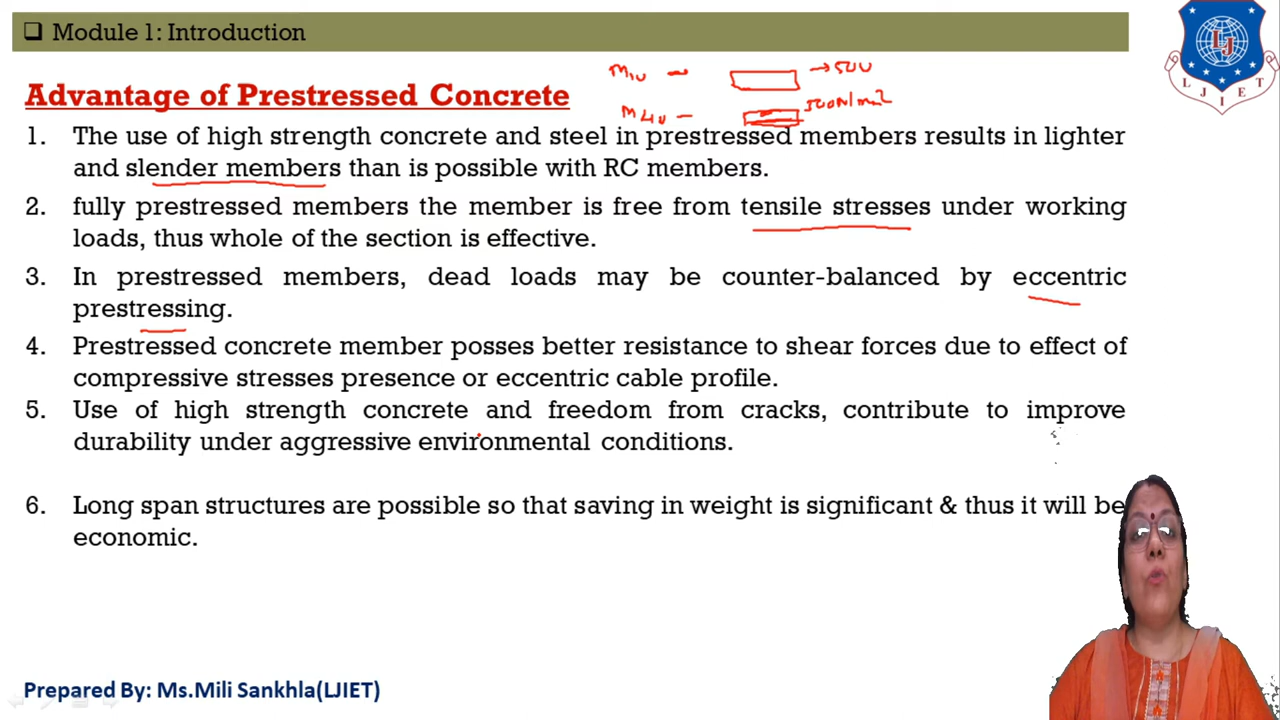 Module 1: Introduction
LJIET
Advantage of Prestressed Concrete
M10 – → 500
M40 – 500N/mm2
1. The use of high strength concrete and steel in prestressed members results in lighter
and slender members than is possible with RC members.
2. fully prestressed members the member is free from tensile stresses under working
loads, thus whole of the section is effective.
3. In prestressed members, dead loads may be counter-balanced by eccentric
prestressing.
4. Prestressed concrete member posses better resistance to shear forces due to effect of
compressive stresses presence or eccentric cable profile.
5. Use of high strength concrete and freedom from cracks, contribute to improve
durability under aggressive environmental conditions.
6. Long span structures are possible so that saving in weight is significant & thus it will be
economic.
Prepared By: Ms.Mili Sankhla(LJIET)